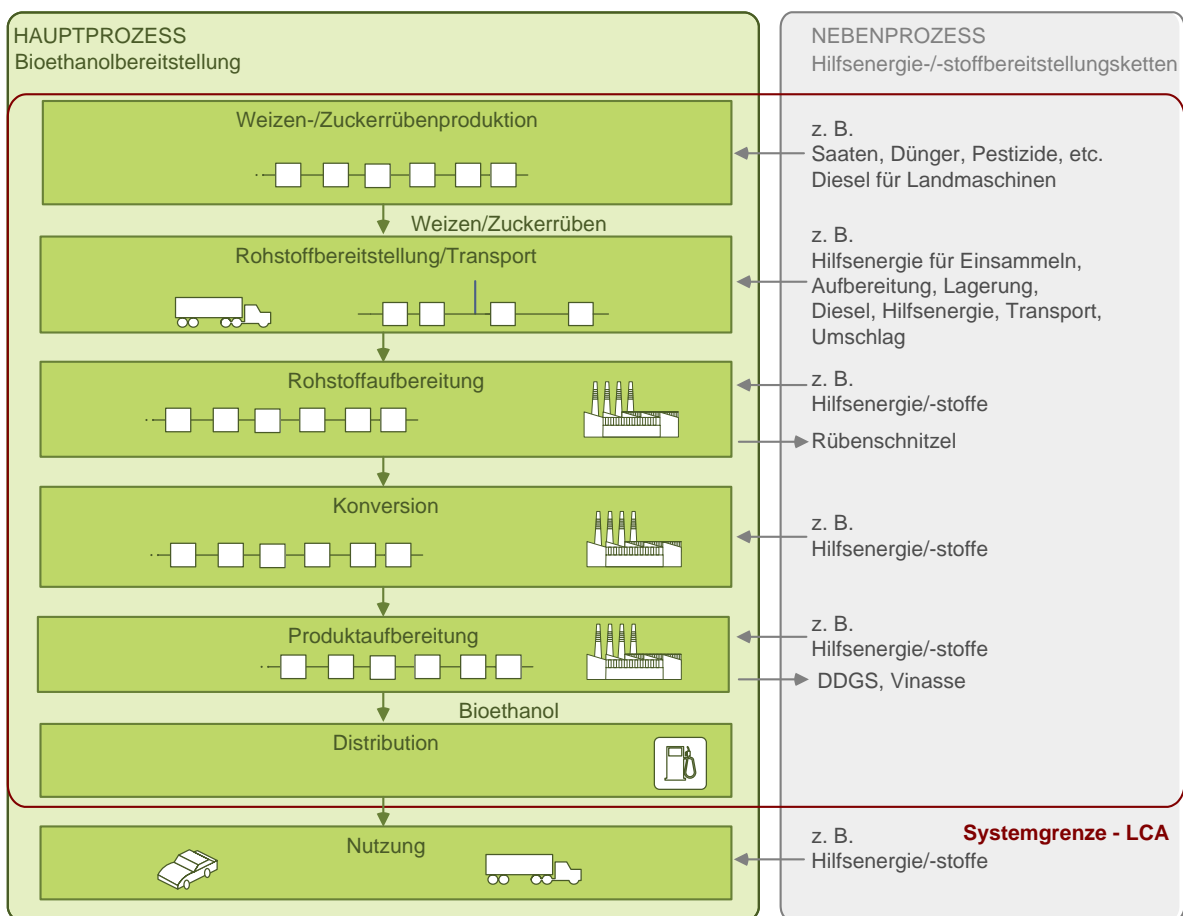 HAUPTPROZESS
Bioethanolbereitstellung
NEBENPROZESS
Hilfsenergie-/-stoffbereitstellungsketten
Weizen-/Zuckerrübenproduktion
z. B.
Saaten, Dünger, Pestizide, etc.
Diesel für Landmaschinen
Weizen/Zuckerrüben
Rohstoffbereitstellung/Transport
z. B.
Hilfsenergie für Einsammeln,
Aufbereitung, Lagerung,
Diesel, Hilfsenergie, Transport,
Umschlag
Rohstoffaufbereitung
z. B.
Hilfsenergie/-stoffe
Rübenschnitzel
Konversion
z. B.
Hilfsenergie/-stoffe
Produktaufbereitung
z. B.
Hilfsenergie/-stoffe
DDGS, Vinasse
Bioethanol
Distribution
Systemgrenze - LCA
Nutzung
z. B.
Hilfsenergie/-stoffe